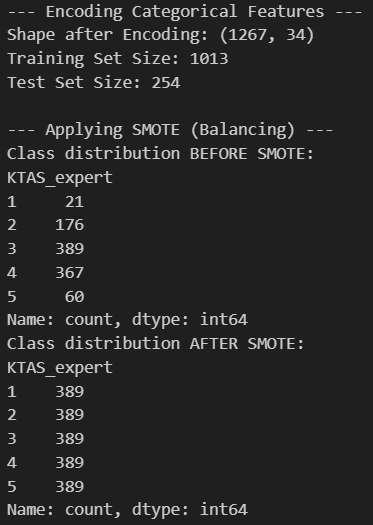 --- Encoding Categorical Features ---
Shape after Encoding: (1267, 34)
Training Set Size: 1013
Test Set Size: 254

--- Applying SMOTE (Balancing) ---
Class distribution BEFORE SMOTE:
KTAS_expert
1     21
2    176
3    389
4    367
5     60
Name: count, dtype: int64
Class distribution AFTER SMOTE:
KTAS_expert
1    389
2    389
3    389
4    389
5    389
Name: count, dtype: int64